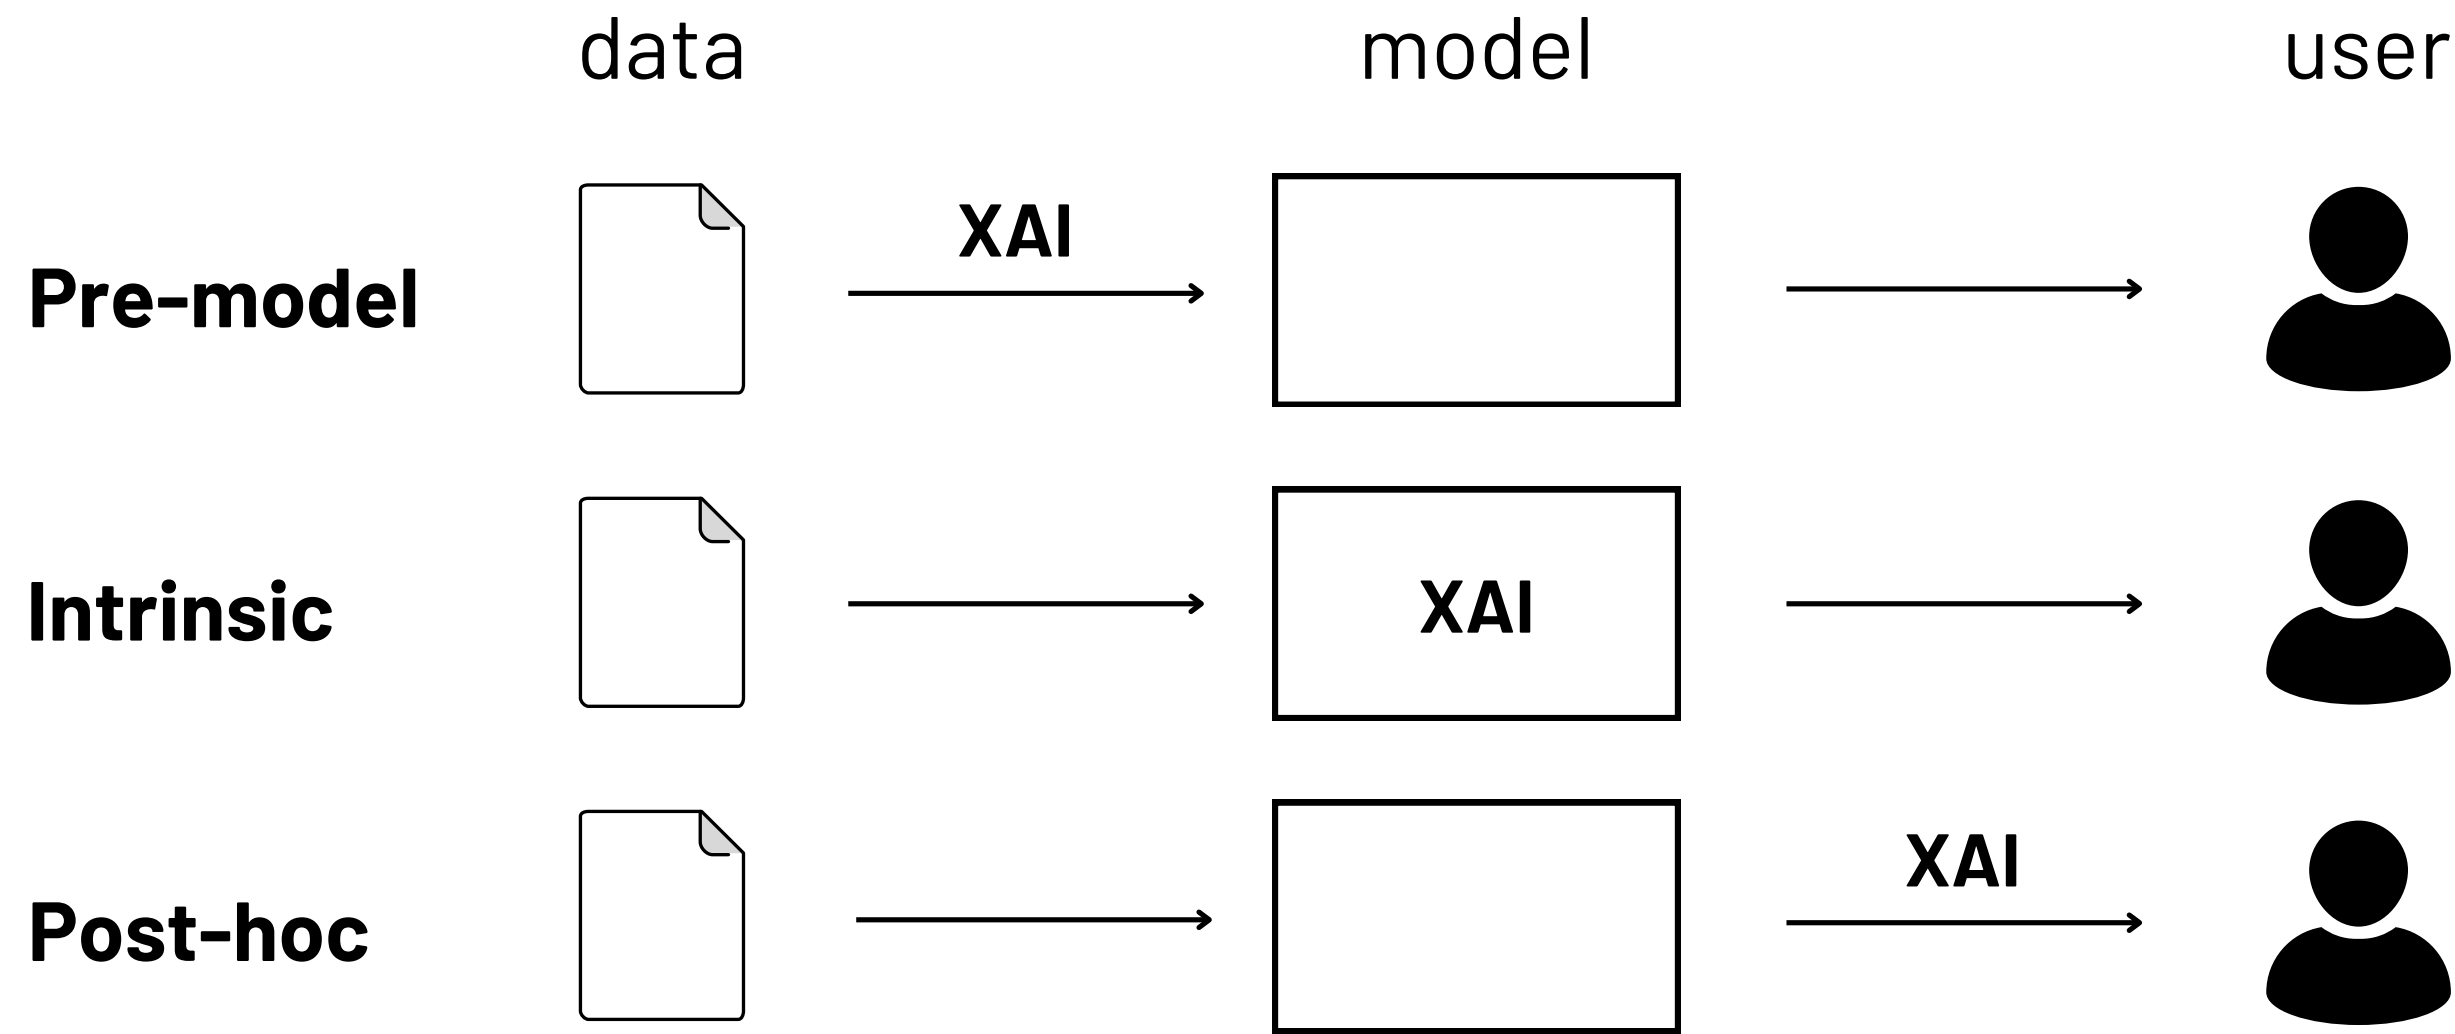 data model user
XAI
Pre-model
Intrinsic XAI
XAI
Post-hoc